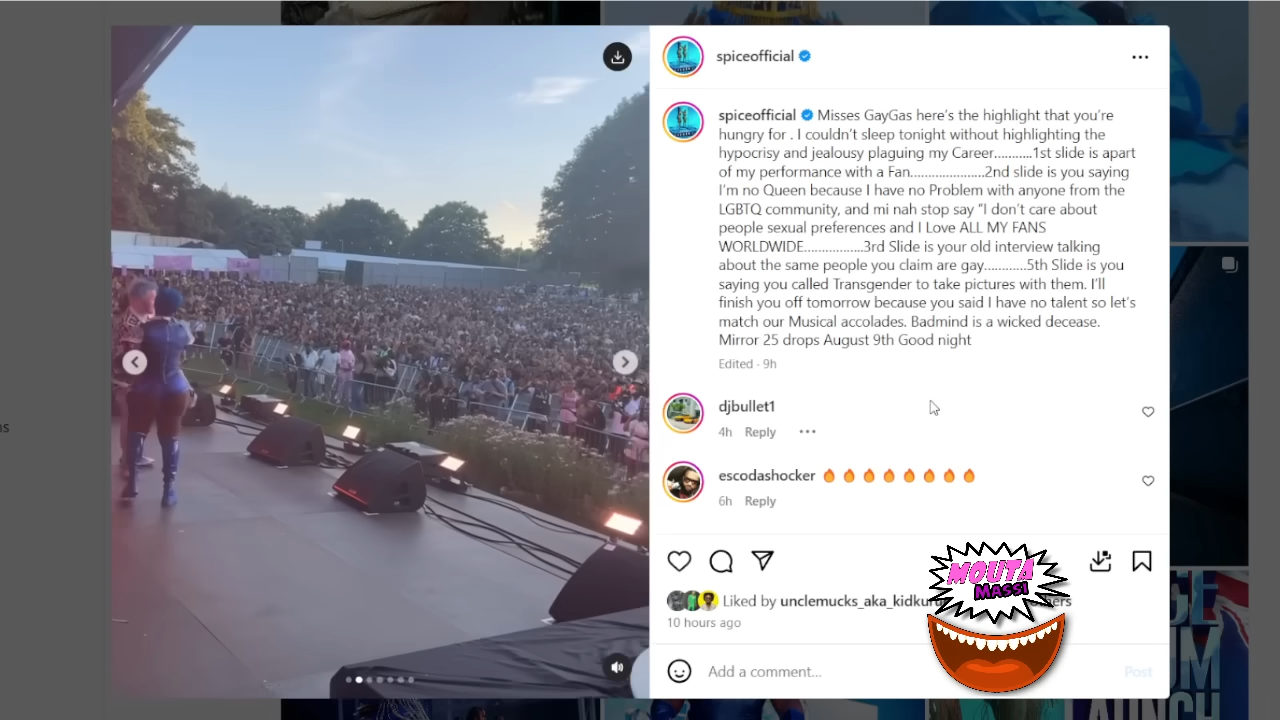 spiceofficial
spiceofficial Misses GayGas here's the highlight that you're
hungry for . I couldn't sleep tonight without highlighting the
hypocrisy and jealousy plaguing my Career...........1st slide is apart
of my performance with a Fan.....................2nd slide is you saying
I'm no Queen because I have no Problem with anyone from the
LGBTQ community, and mi nah stop say “I don't care about
people sexual preferences and I Love ALL MY FANS
WORLDWIDE.................3rd Slide is your old interview talking
about the same people you claim are gay............5th Slide is you
saying you called Transgender to take pictures with them. I'll
finish you off tomorrow because you said I have no talent so let's
match our Musical accolades. Badmind is a wicked decease.
Mirror 25 drops August 9th Good night
Edited · 9h
djbullet1
4h Reply
escodashocker 🔥🔥🔥🔥🔥🔥🔥🔥
6h Reply
MOUTA
MASSI
Liked by
10 hours ago
Add a comment...
Post